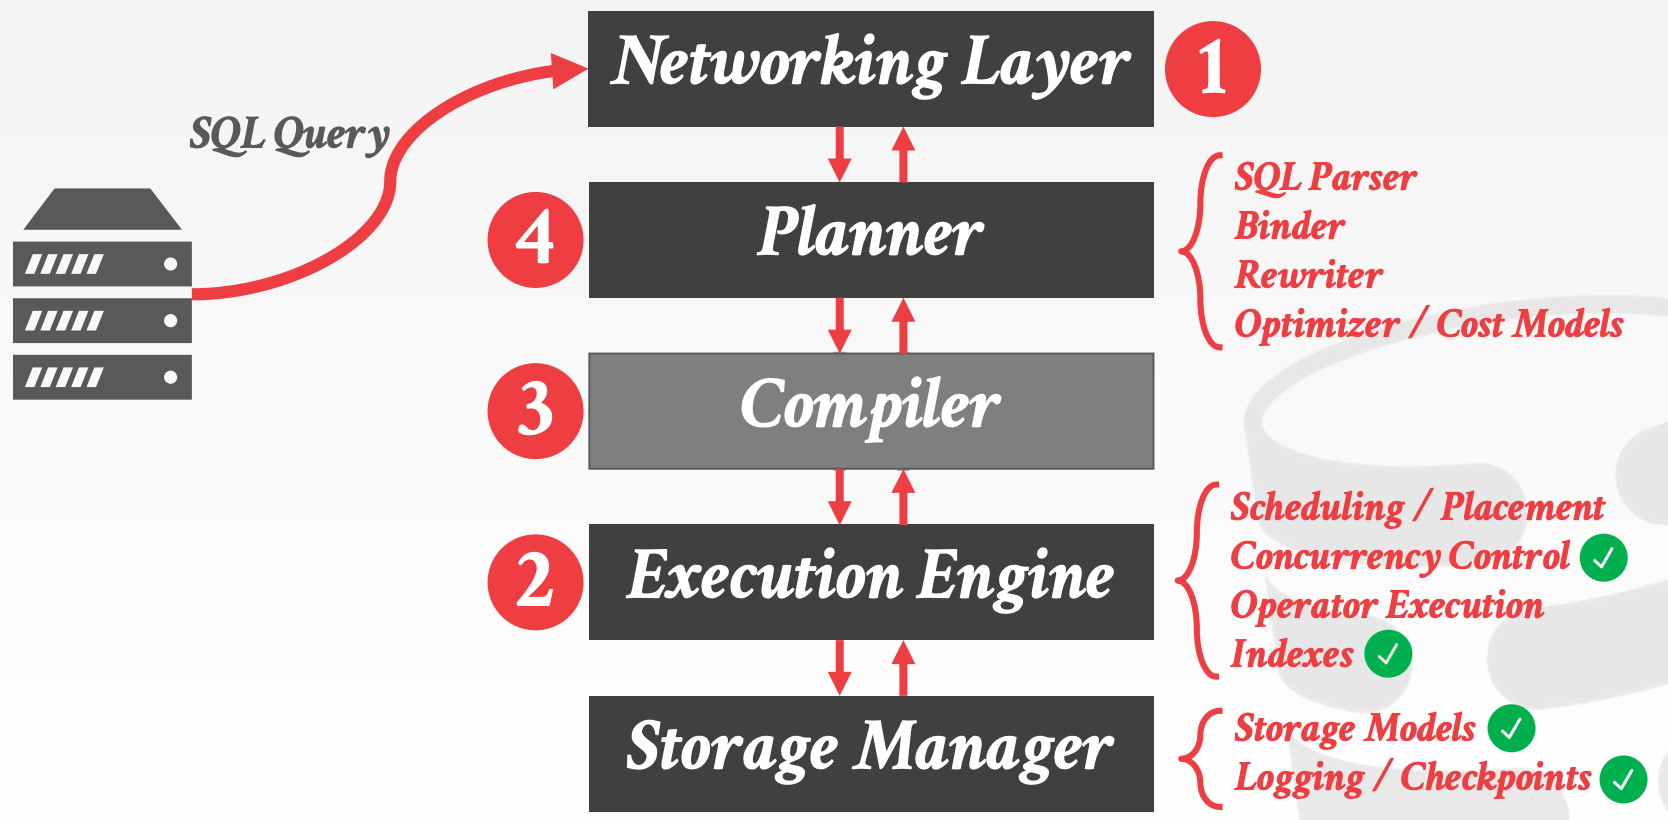 Networking Layer
1
SQL Query
4
Planner
SQL Parser
Binder
Rewriter
Optimizer / Cost Models
3
Compiler
2
Execution Engine
Scheduling / Placement
Concurrency Control
Operator Execution
Indexes
Storage Manager
Storage Models
Logging / Checkpoints